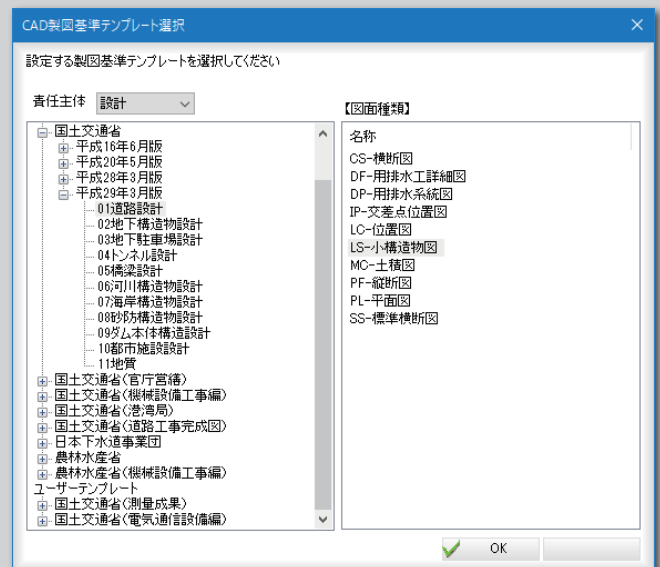 CAD製図基準テンプレート選択
設定する製図基準テンプレートを選択してください
責任主体 設計
国土交通省
平成16年6月版
平成20年5月版
平成28年3月版
平成29年3月版
01道路設計
02地下構造物設計
03地下駐車場設計
04トンネル設計
05橋梁設計
06河川構造物設計
07海岸構造物設計
08砂防構造物設計
09ダム本体構造設計
10都市施設設計
11地質
国土交通省(官庁営繕)
国土交通省(機械設備工事編)
国土交通省(港湾局)
国土交通省(道路工事完成図)
日本下水道事業団
農林水産省
農林水産省(機械設備工事編)
ユーザーテンプレート
国土交通省(測量成果)
国土交通省(電気通信設備編)
【図面種類】
名称
CS-横断図
DF-用排水工詳細図
DP-用排水系統図
IP-交差点位置図
LC-位置図
LS-小構造物図
MC-土積図
PF-縦断図
PL-平面図
SS-標準横断図
OK